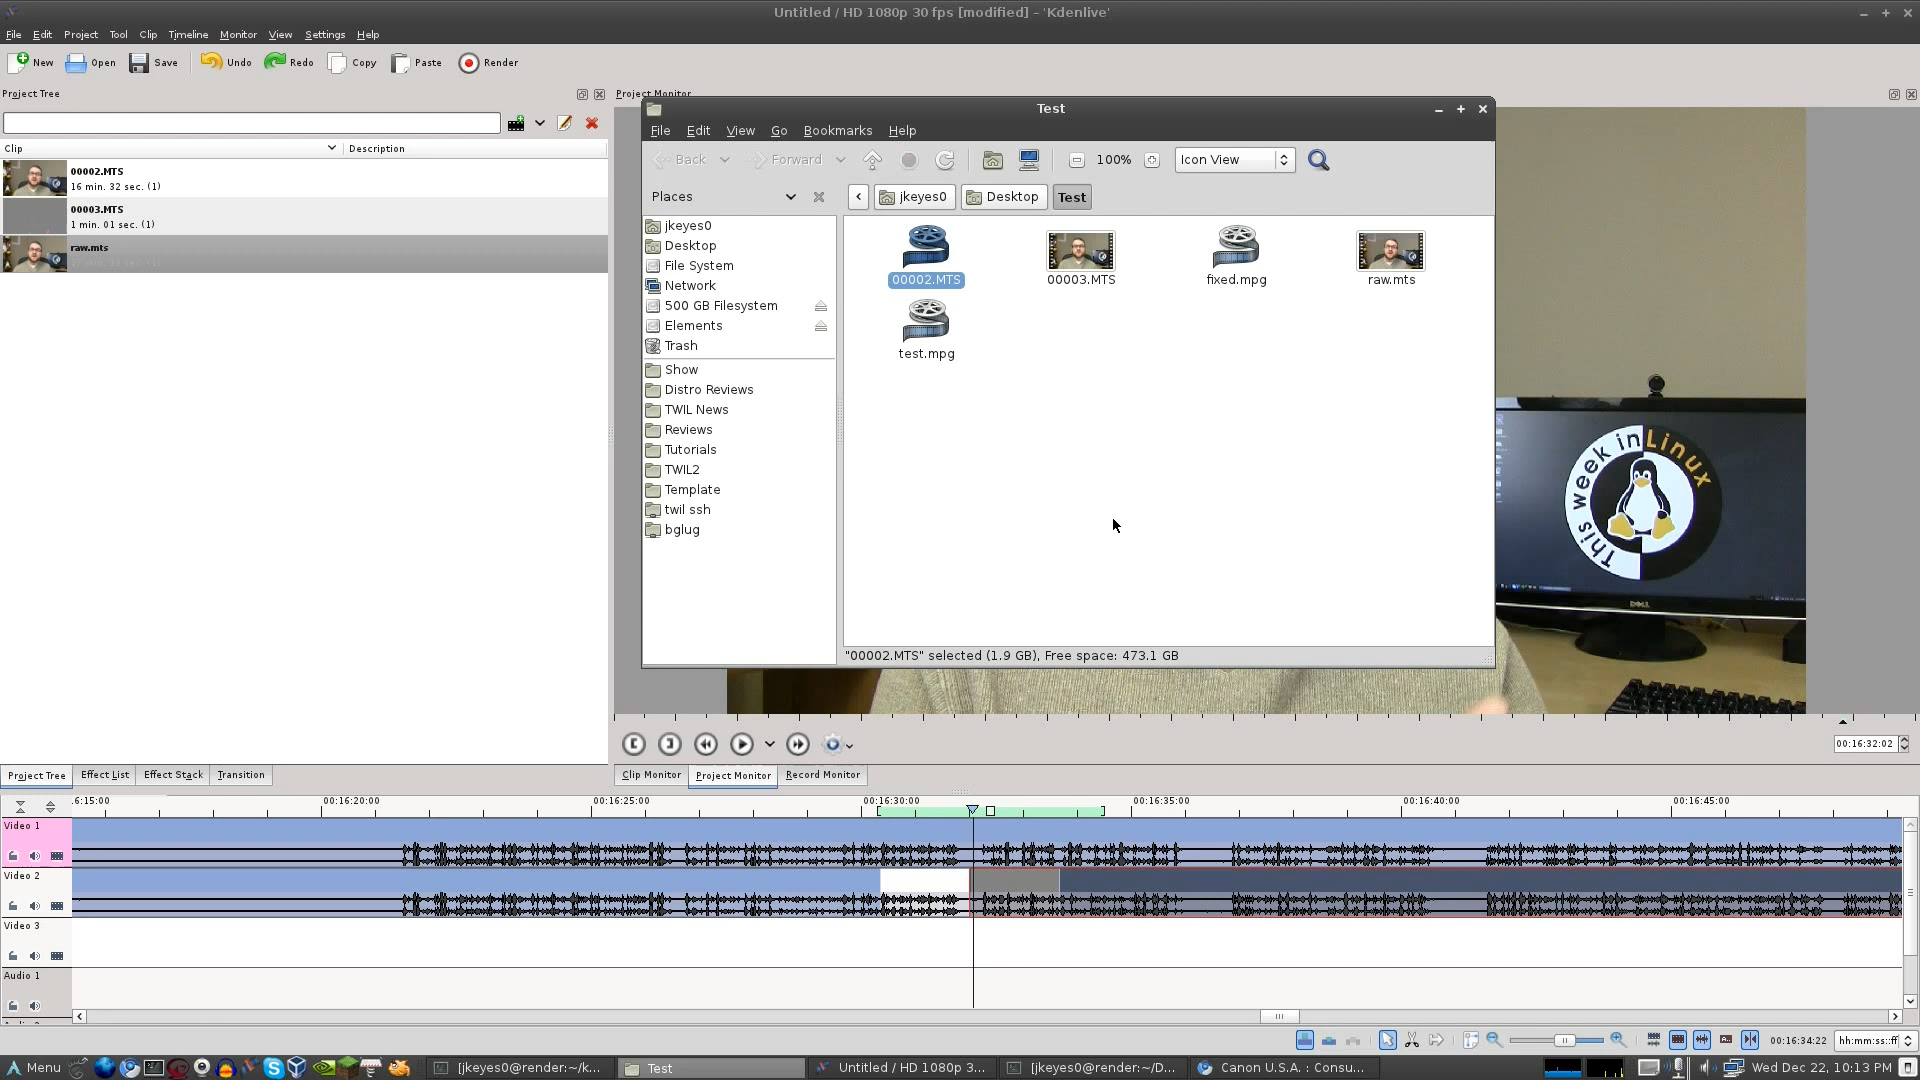 Untitled / HD 1080p 30 fps [modified] – 'Kdenlive'
File Edit Project Tool Clip Timeline Monitor View Settings Help
New Open Save Undo Redo Copy Paste Render
Project Tree
Project Monitor
Clip Description
00002.MTS
16 min. 32 sec. (1)
00003.MTS
1 min. 01 sec. (1)
raw.mts
Test
File Edit View Go Bookmarks Help
Back Forward 100% Icon View
Places
jkeyes0 Desktop Test
jkeyes0
Desktop
File System
Network
500 GB Filesystem
Elements
Trash
Show
Distro Reviews
TWIL News
Reviews
Tutorials
TWIL2
Template
twil ssh
bglug
00002.MTS 00003.MTS fixed.mpg raw.mts
test.mpg
"00002.MTS" selected (1.9 GB), Free space: 473.1 GB
This week in Linux
DELL
00:16:32:02
Project Tree Effect List Effect Stack Transition
Clip Monitor Project Monitor Record Monitor
:6:15:00 00:16:20:00 00:16:25:00 00:16:30:00 00:16:35:00 00:16:40:00 00:16:45:00
Video 1
Video 2
Video 3
Audio 1
00:16:34:22 hh:mm:ss::ff
Menu [jkeyes0@render:~/k... Test Untitled / HD 1080p 3... [jkeyes0@render:~/D... Canon U.S.A. : Consu... Wed Dec 22, 10:13 PM